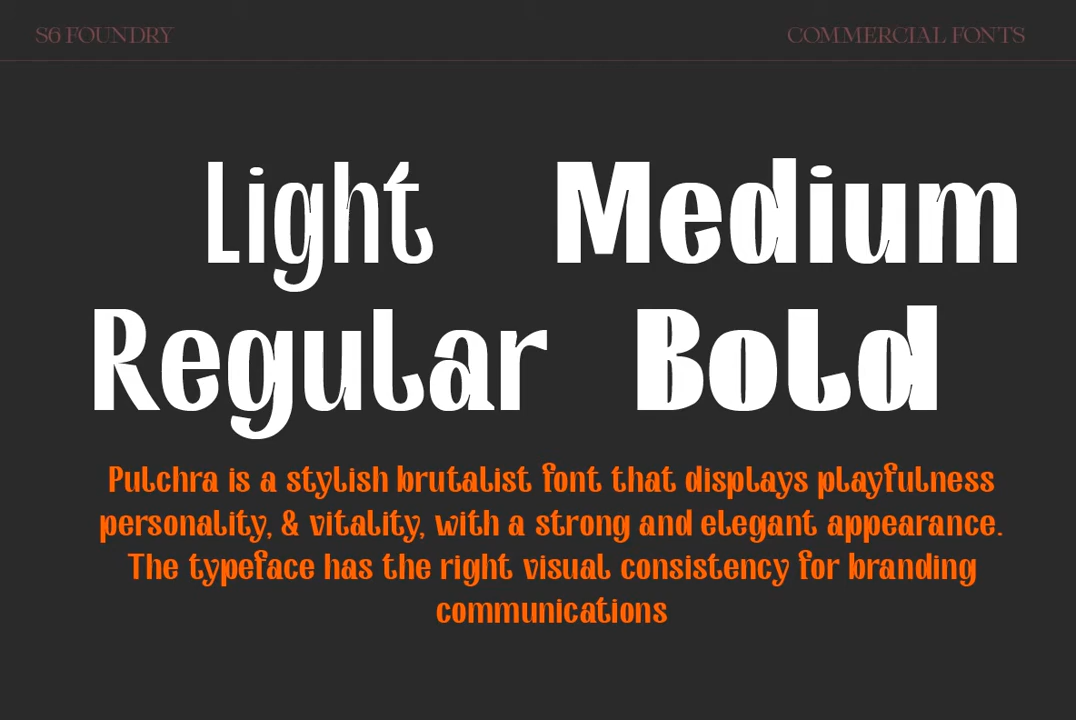 S6 FOUNDRY
COMMERCIAL FONTS
Light Medium
Regular Bold
Pulchra is a stylish brutalist font that displays playfulness
personality, & vitality, with a strong and elegant appearance.
The typeface has the right visual consistency for branding
communications